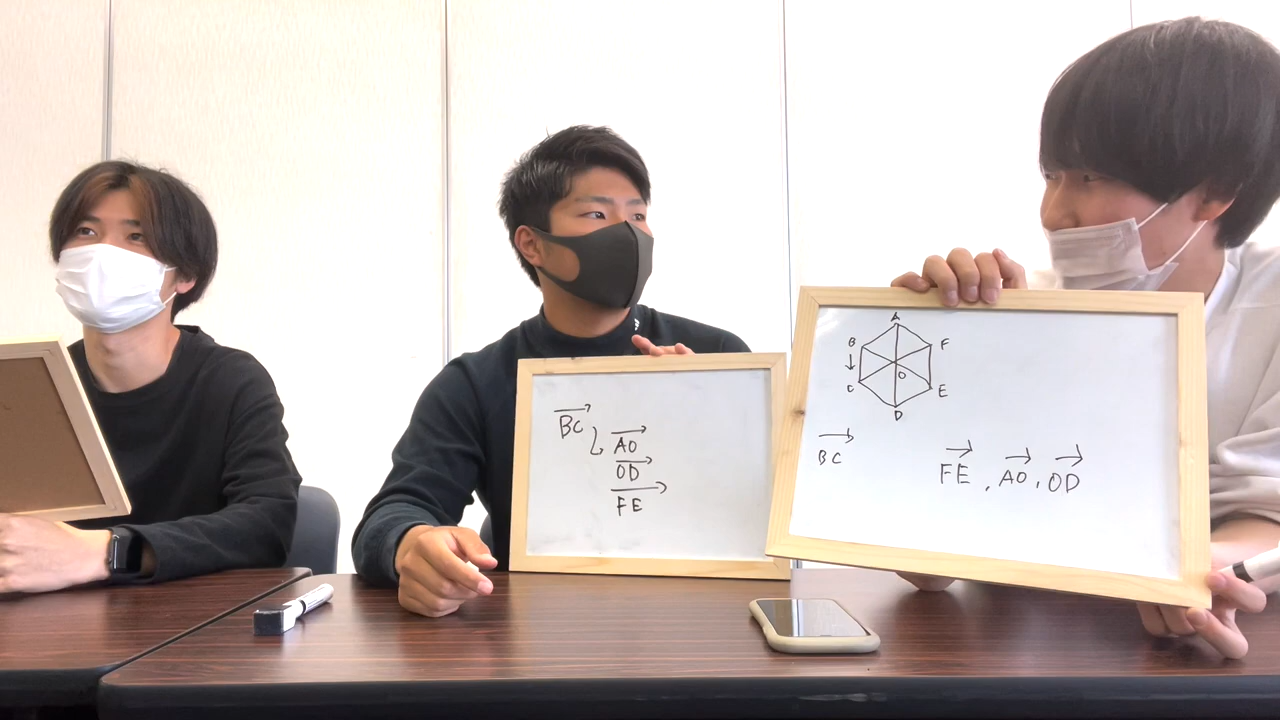 BC
AO
OD
FE
A
B F
O
C E
D
BC FE, AO, OD